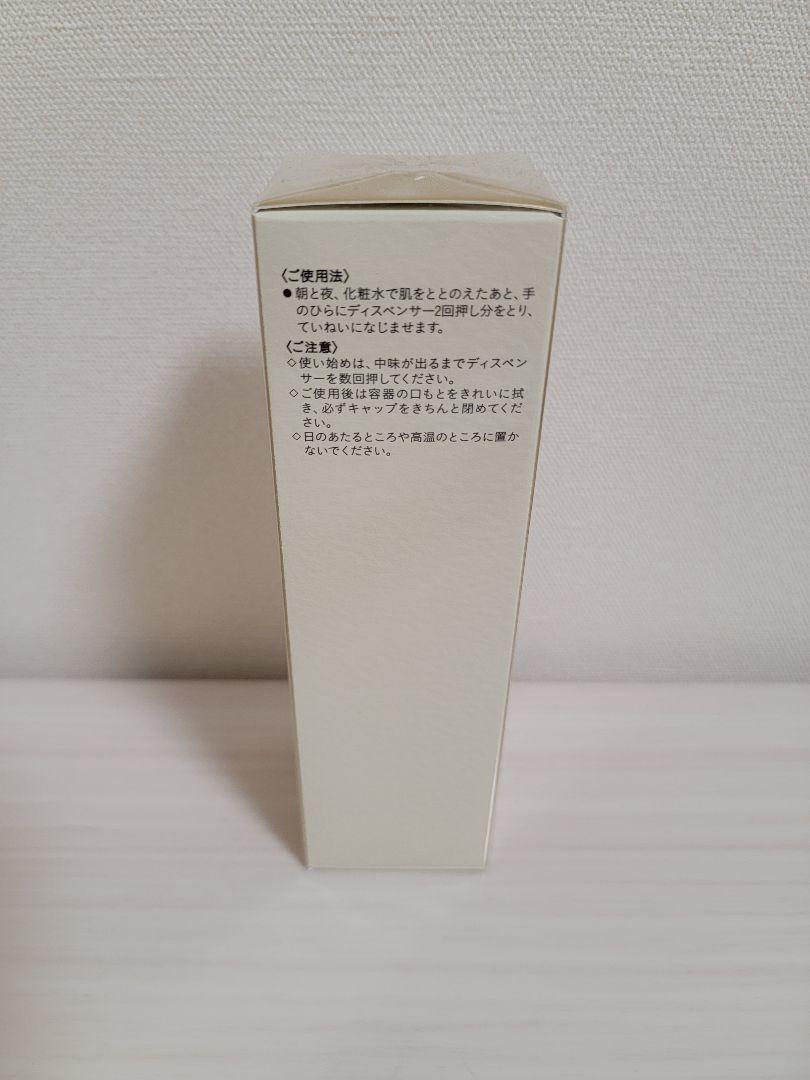 〈ご使用法〉
●朝と夜、化粧水で肌をととのえたあと、手
のひらにディスペンサー2回押し分をとり、
ていねいになじませます。
〈ご注意〉
◇使い始めは、中味が出るまでディスペン
サーを数回押してください。
◇ご使用後は容器の口もとをきれいに拭
き、必ずキャップをきちんと閉めてくだ
さい。
◇日のあたるところや高温のところに置か
ないでください。